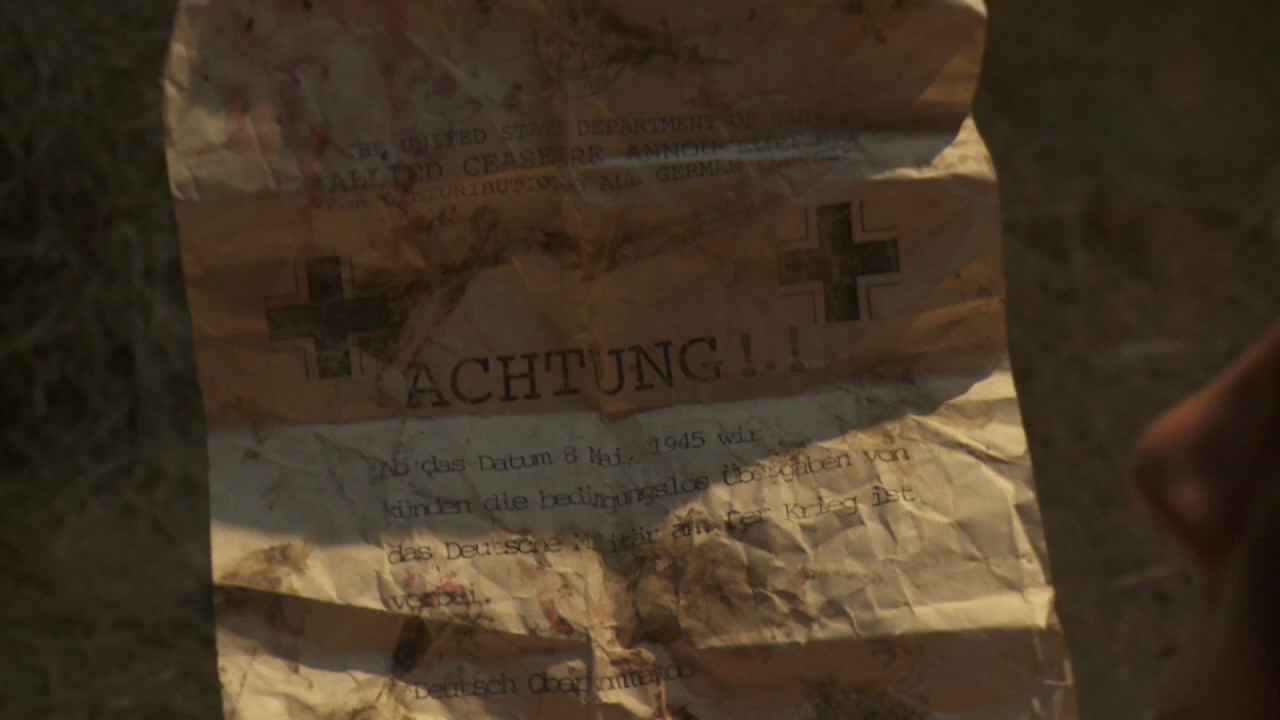 THE UNITED STATES DEPARTMENT OF WAR
ALLIED CEASEFIRE ANNOUNCEMENT
ALL GERMAN
ACHTUNG!!
Ab das Datum 8 Mai, 1945 wir
künden die bedingungslos Übergaben von
das Deutsche Militär an. Der Krieg ist
vorbei.
Deutsch Oberkommando